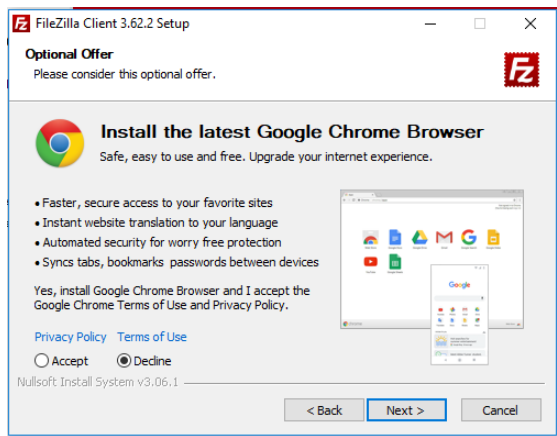 FileZilla Client 3.62.2 Setup
Optional Offer
Please consider this optional offer.
Install the latest Google Chrome Browser
Safe, easy to use and free. Upgrade your internet experience.
• Faster, secure access to your favorite sites
• Instant website translation to your language
• Automated security for worry free protection
• Syncs tabs, bookmarks passwords between devices
Google
Yes, install Google Chrome Browser and I accept the
Google Chrome Terms of Use and Privacy Policy.
Privacy Policy Terms of Use
Accept Decline
Nullsoft Install System v3.06.1
< Back Next > Cancel